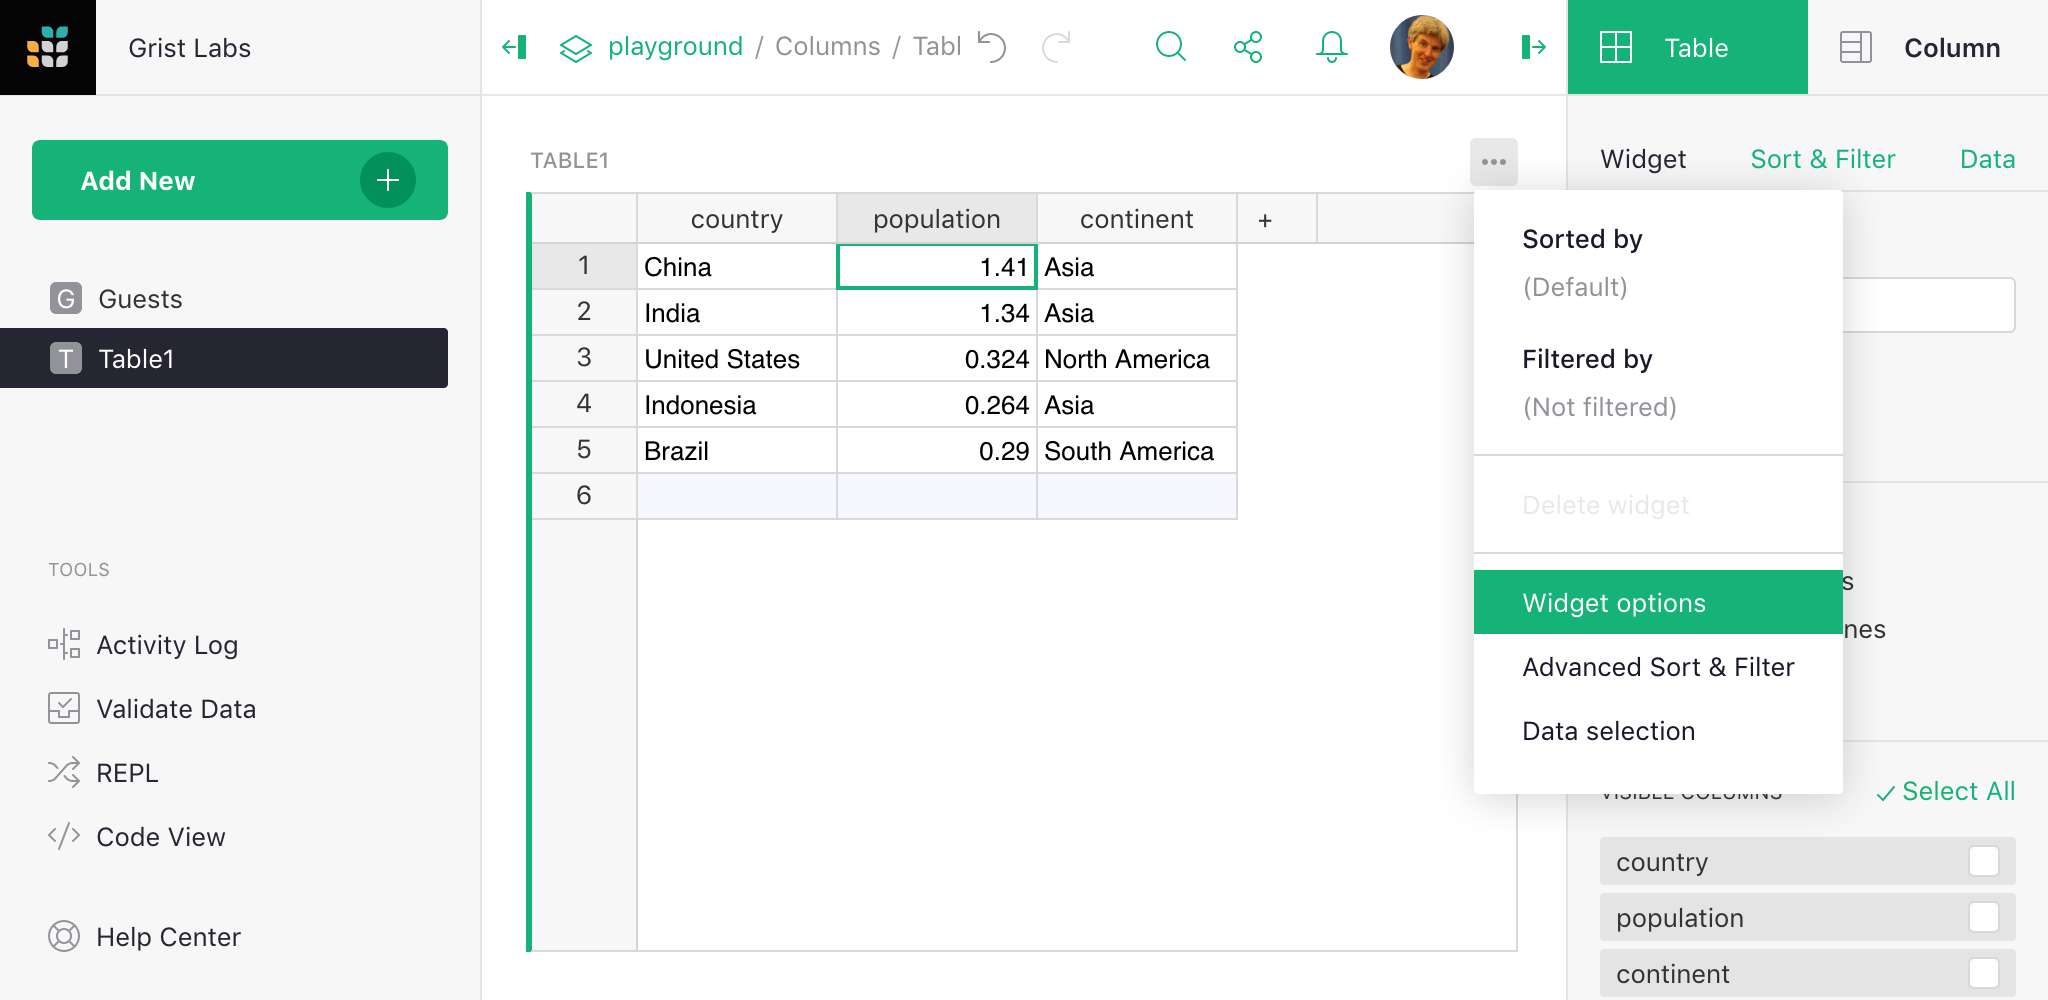 Grist Labs
playground / Columns / Tabl
Table
Column
Add New
G Guests
T Table1
TOOLS
Activity Log
Validate Data
REPL
Code View
Help Center
TABLE1
country population continent +
1 China 1.41 Asia
2 India 1.34 Asia
3 United States 0.324 North America
4 Indonesia 0.264 Asia
5 Brazil 0.29 South America
6
Widget Sort & Filter Data
Sorted by
(Default)
Filtered by
(Not filtered)
Delete widget
Widget options
Advanced Sort & Filter
Data selection
s
nes
VISIBLE COLUMNS Select All
country
population
continent